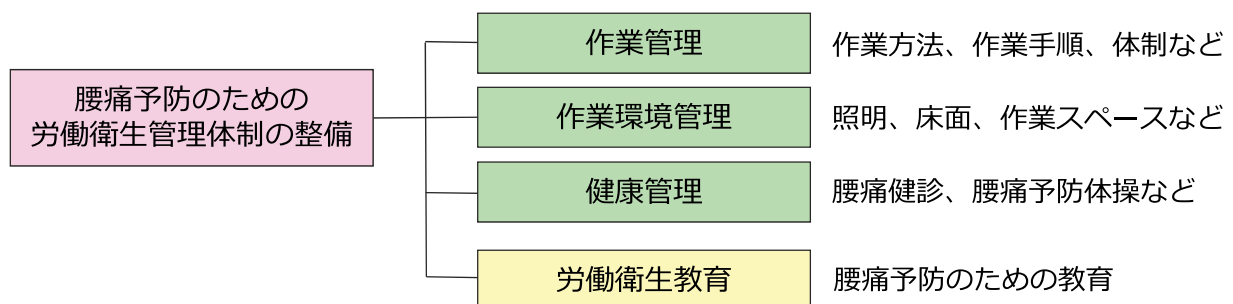 腰痛予防のための
労働衛生管理体制の整備
作業管理
作業方法、作業手順、体制など
作業環境管理
照明、床面、作業スペースなど
健康管理
腰痛健診、腰痛予防体操など
労働衛生教育
腰痛予防のための教育